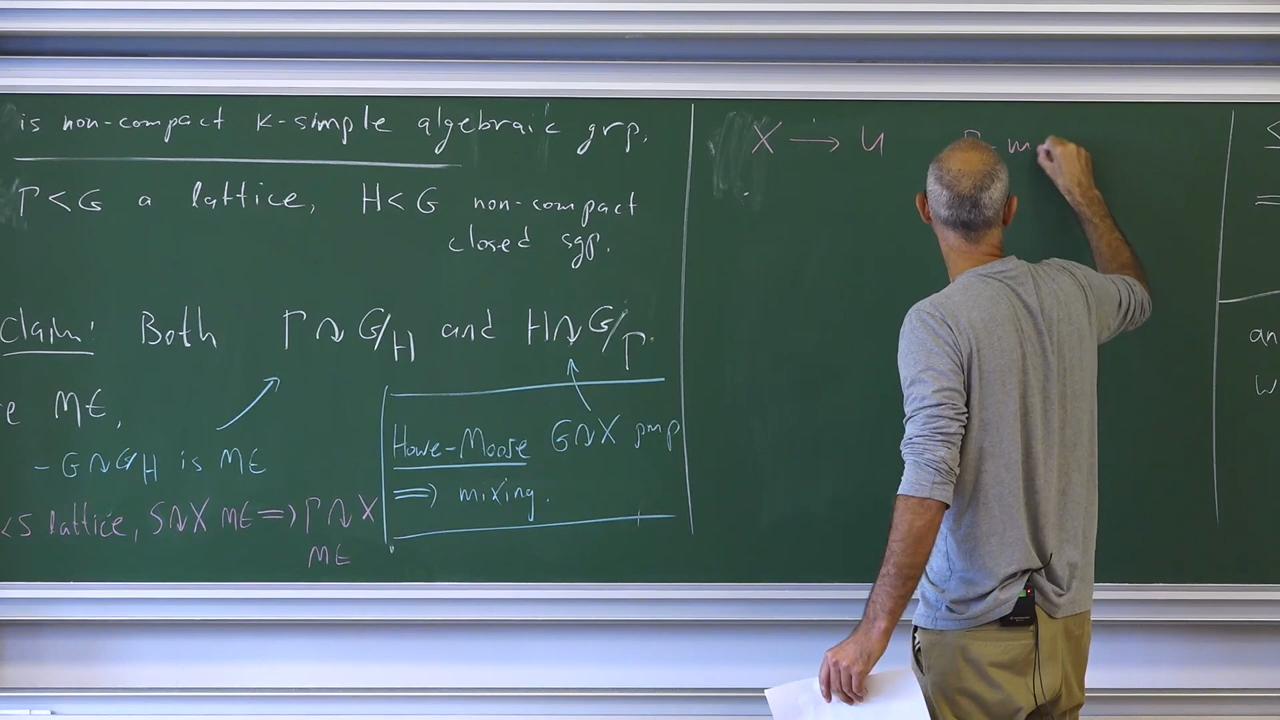 is non-compact k-simple algebraic grp.
Γ<G a lattice, H<G non-compact
closed sgp.
Claim: Both Γ↷G/H and H↷G/Γ.
e ME,
- G↷G/H is ME
<S lattice, S↷X ME ⇒ Γ↷X
ME
Howe-Moore G↷X pmp
⇒ mixing.
X → U
m
an
w